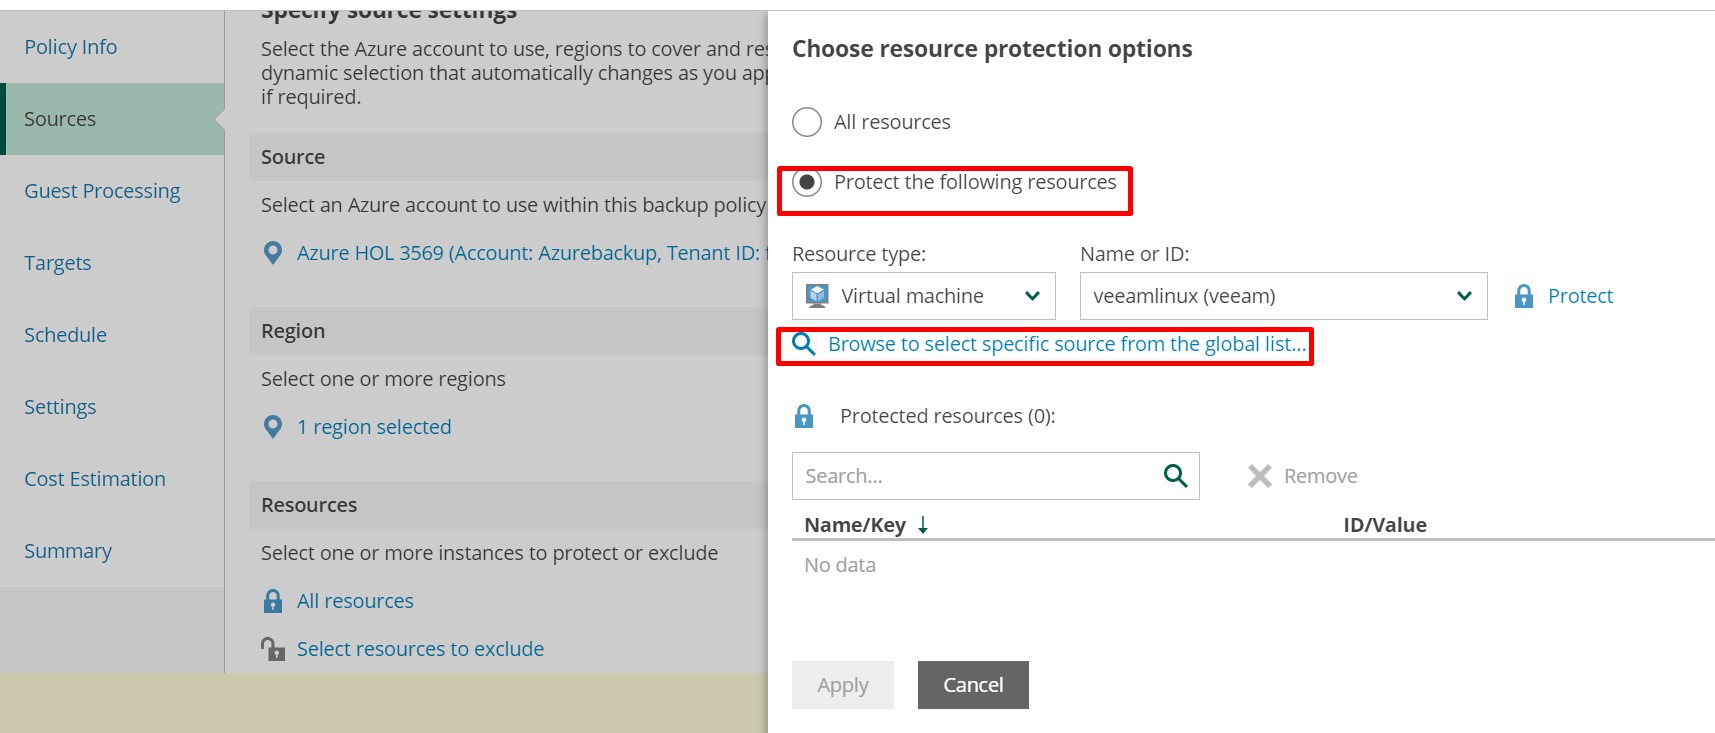 Policy Info
Sources
Guest Processing
Targets
Schedule
Settings
Cost Estimation
Summary
Specify source settings
Select the Azure account to use, regions to cover and
dynamic selection that automatically changes as you
if required.
Source
Select an Azure account to use within this backup policy
Azure HOL 3569 (Account: Azurebackup, Tenant ID:
Region
Select one or more regions
1 region selected
Resources
Select one or more instances to protect or exclude
All resources
Select resources to exclude
Choose resource protection options
All resources
Protect the following resources
Resource type:
Name or ID:
Virtual machine
veeamlinux (veeam)
Protect
Browse to select specific source from the global list...
Protected resources (0):
Search...
Remove
Name/Key
ID/Value
No data
Apply
Cancel